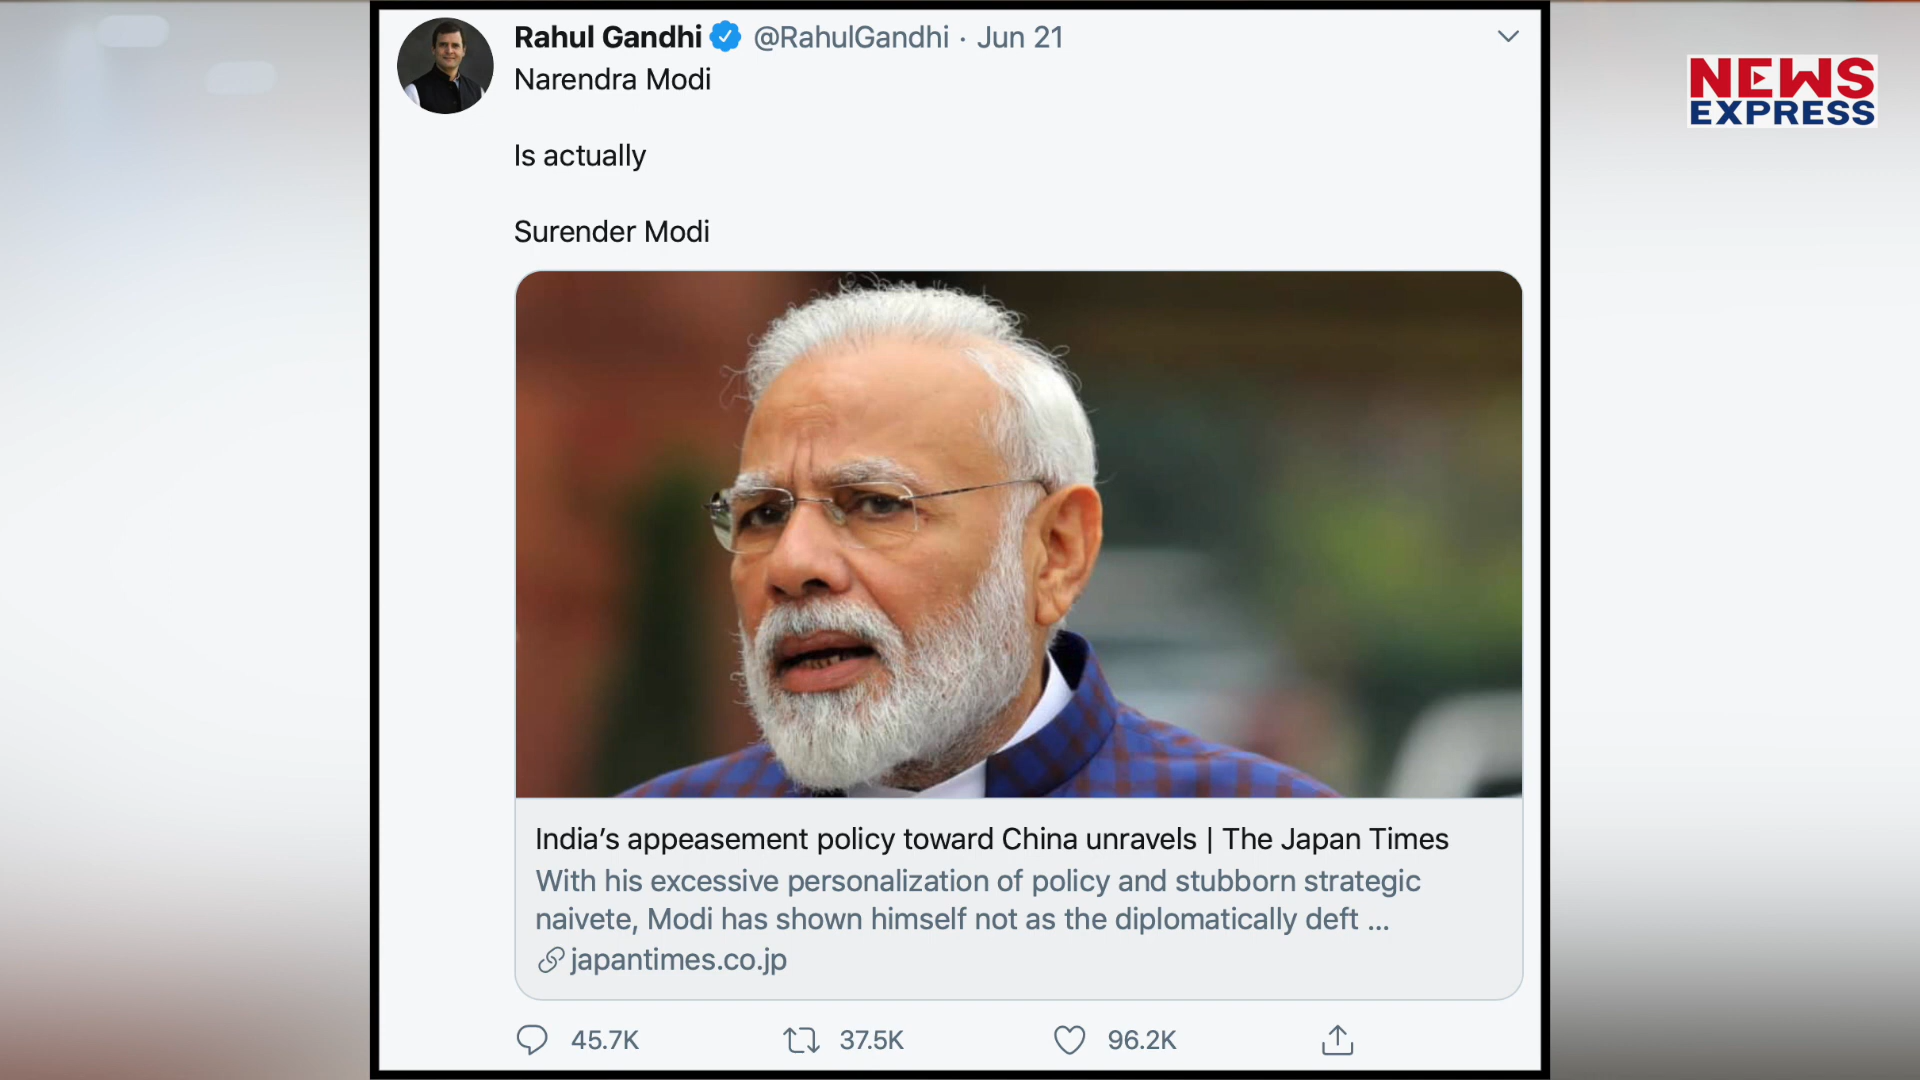 Rahul Gandhi @RahulGandhi · Jun 21
Narendra Modi
Is actually
Surender Modi
NEWS
EXPRESS
India’s appeasement policy toward China unravels | The Japan Times
With his excessive personalization of policy and stubborn strategic
naivete, Modi has shown himself not as the diplomatically deft ...
japantimes.co.jp
45.7K 37.5K 96.2K